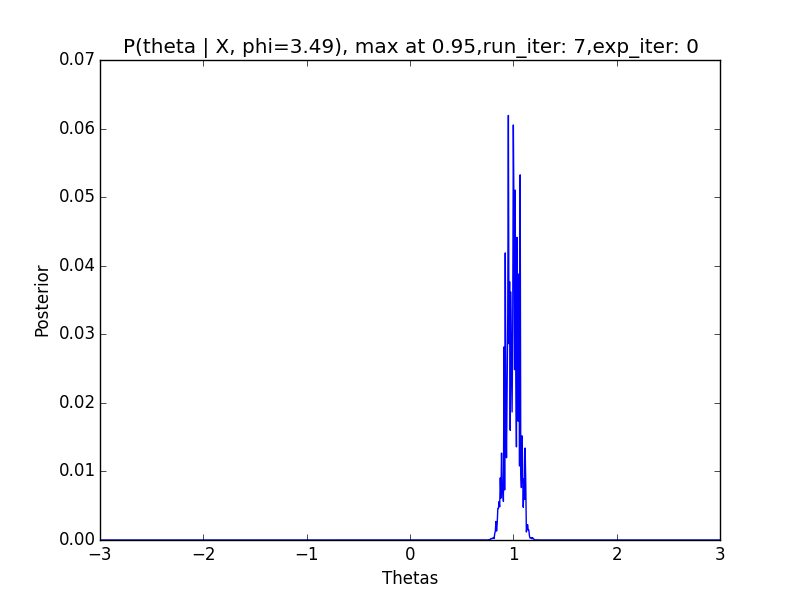 P(theta | X, phi=3.49), max at 0.95,run_iter: 7,exp_iter: 0
0.07
0.06
0.05
0.04
0.03
0.02
0.01
0.00
Posterior
−3 −2 −1 0 1 2 3
Thetas